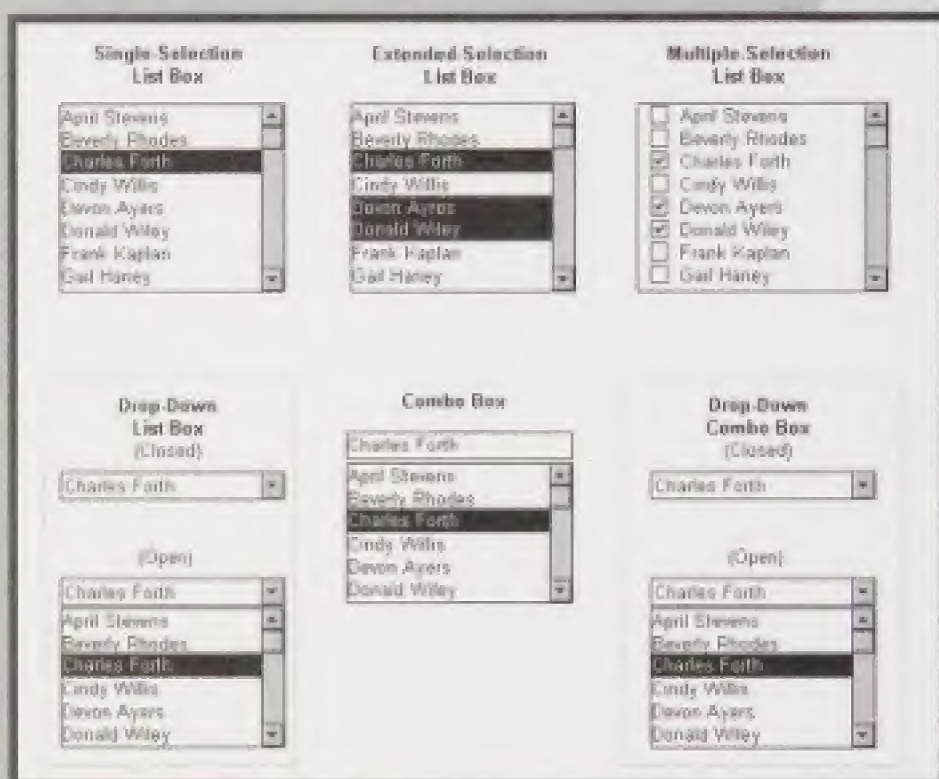 Single-Selection
List Box
April Stevens
Beverly Rhodes
Charles Forth
Cindy Willis
Devon Ayers
Donald Wiley
Frank Kaplan
Gail Haney
Extended-Selection
List Box
April Stevens
Beverly Rhodes
Charles Forth
Cindy Willis
Devon Ayers
Donald Wiley
Frank Kaplan
Gail Haney
Multiple-Selection
List Box
April Stevens
Beverly Rhodes
Charles Forth
Cindy Willis
Devon Ayers
Donald Wiley
Frank Kaplan
Gail Haney
Drop-Down
List Box
(Closed)
Charles Forth
(Open)
Charles Forth
April Stevens
Beverly Rhodes
Charles Forth
Cindy Willis
Devon Ayers
Donald Wiley
Combo Box
Charles Forth
April Stevens
Beverly Rhodes
Charles Forth
Cindy Willis
Devon Ayers
Donald Wiley
Drop-Down
Combo Box
(Closed)
Charles Forth
(Open)
Charles Forth
April Stevens
Beverly Rhodes
Charles Forth
Cindy Willis
Devon Ayers
Donald Wiley